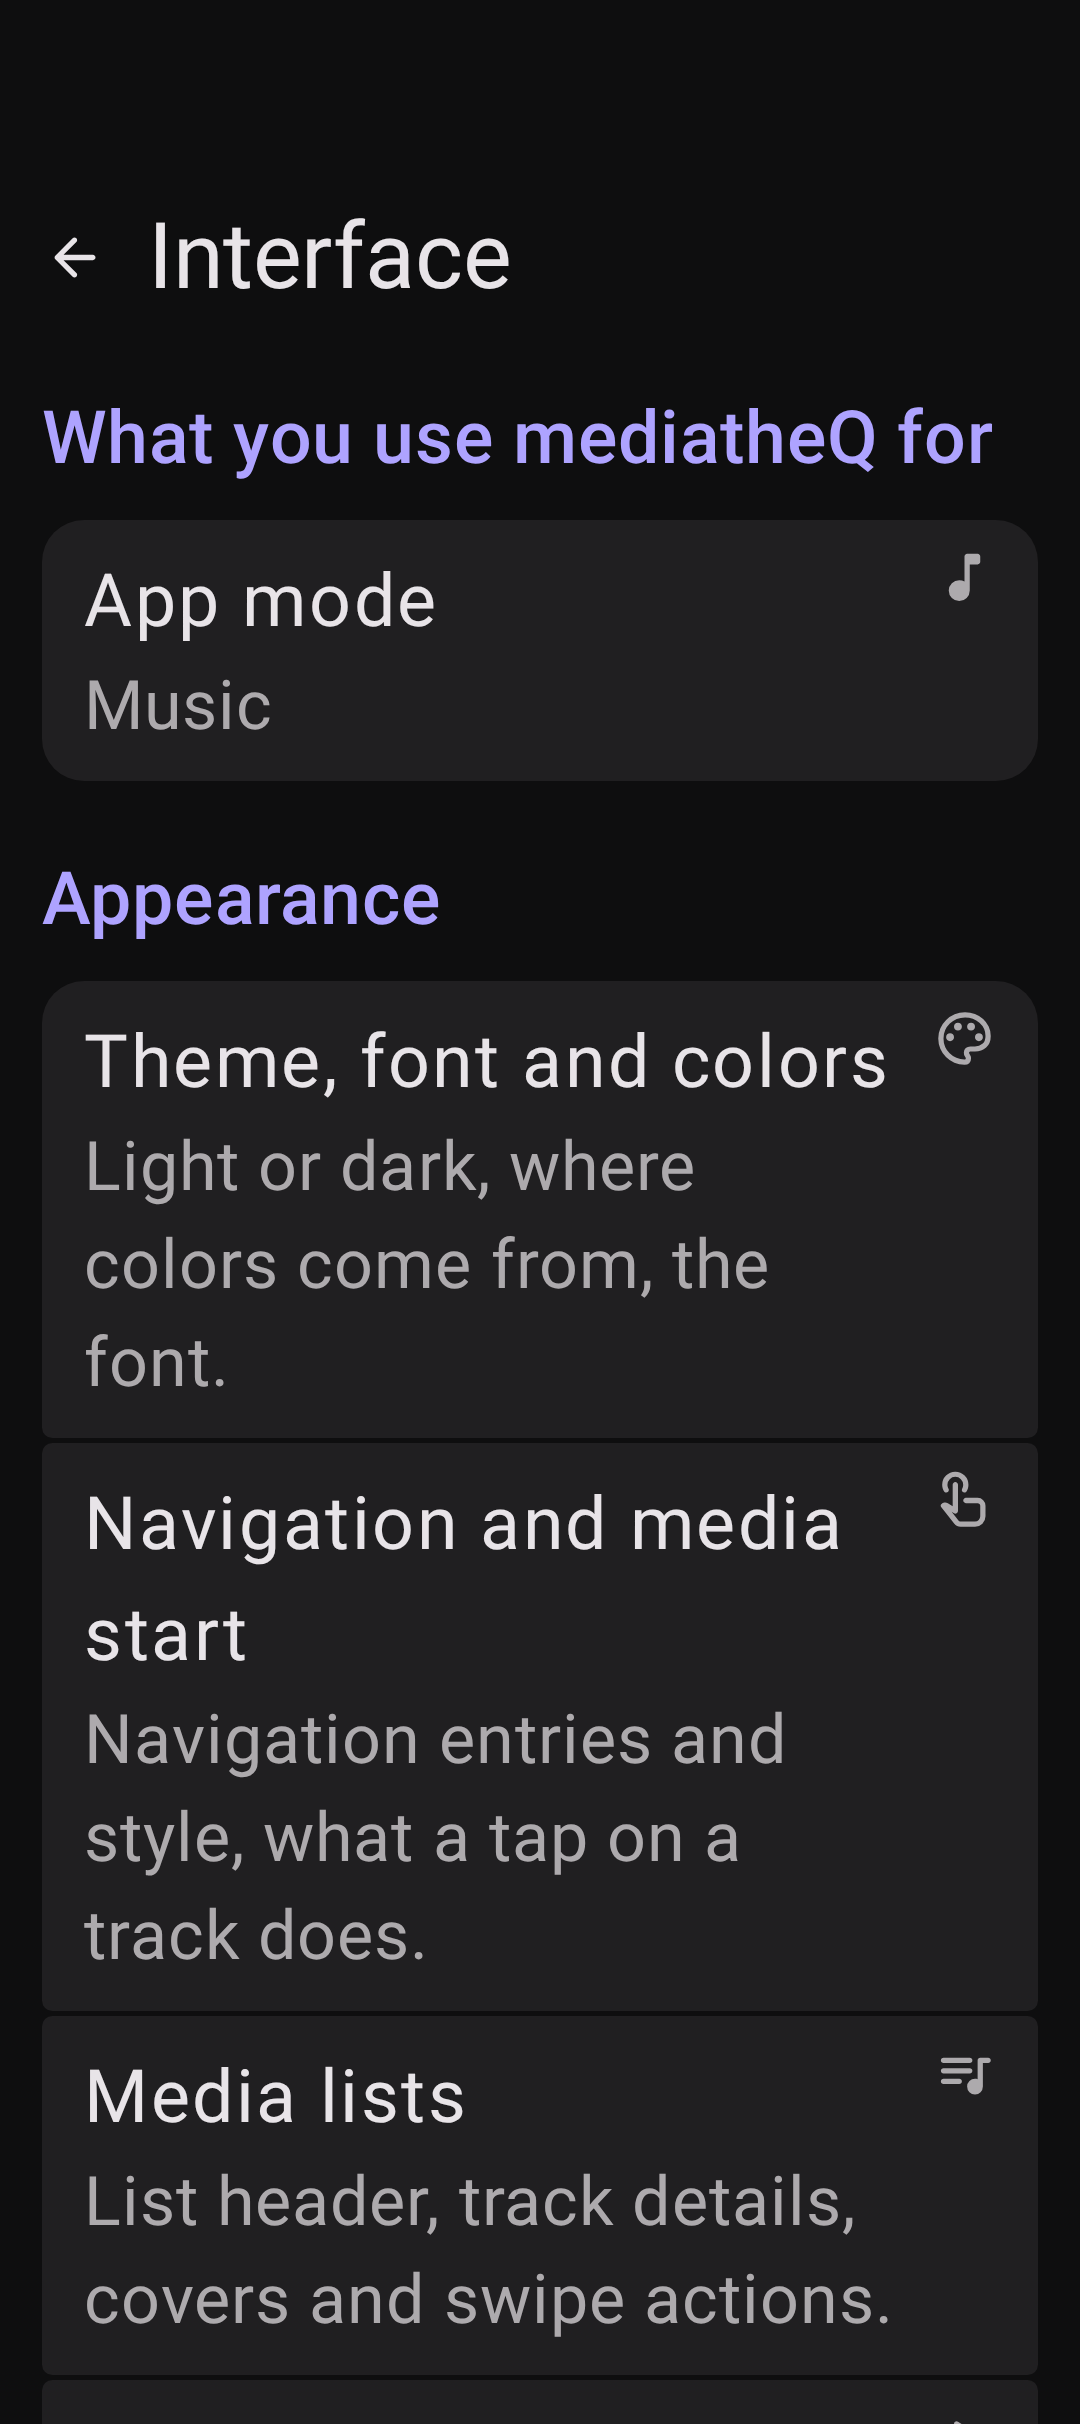 Interface
What you use mediatheQ for
App mode
Music
Appearance
Theme, font and colors
Light or dark, where
colors come from, the
font.
Navigation and media
start
Navigation entries and
style, what a tap on a
track does.
Media lists
List header, track details,
covers and swipe actions.